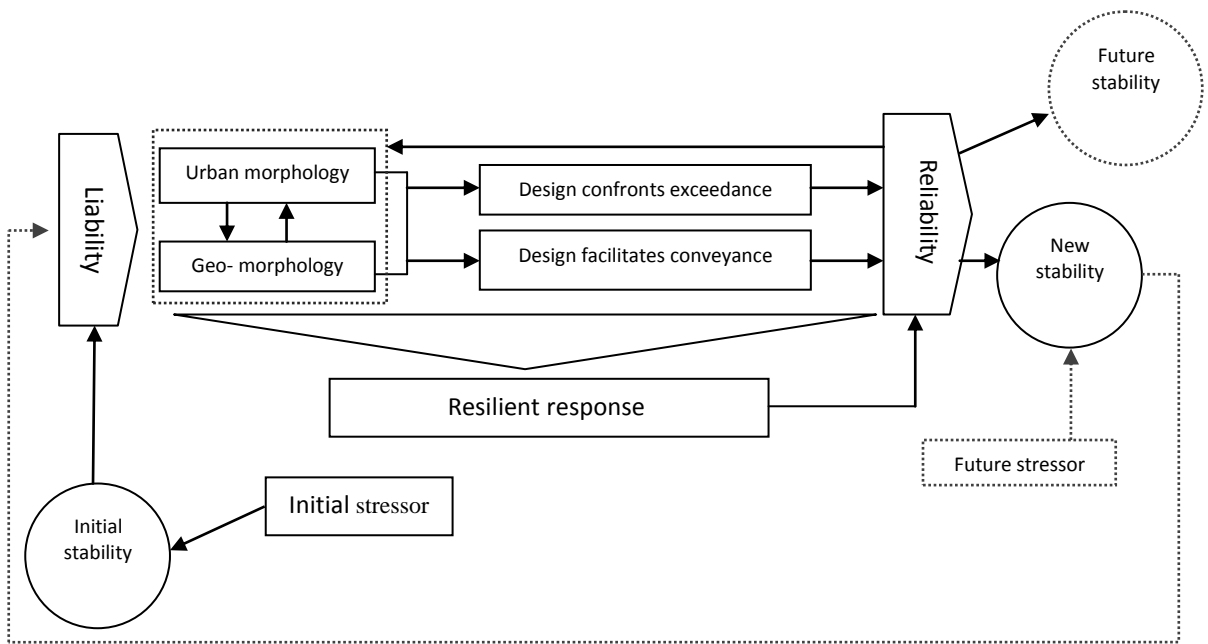 Future
stability
Liability
Urban morphology
Geo- morphology
Design confronts exceedance
Design facilitates conveyance
Reliability
New
stability
Resilient response
Future stressor
Initial stressor
Initial
stability